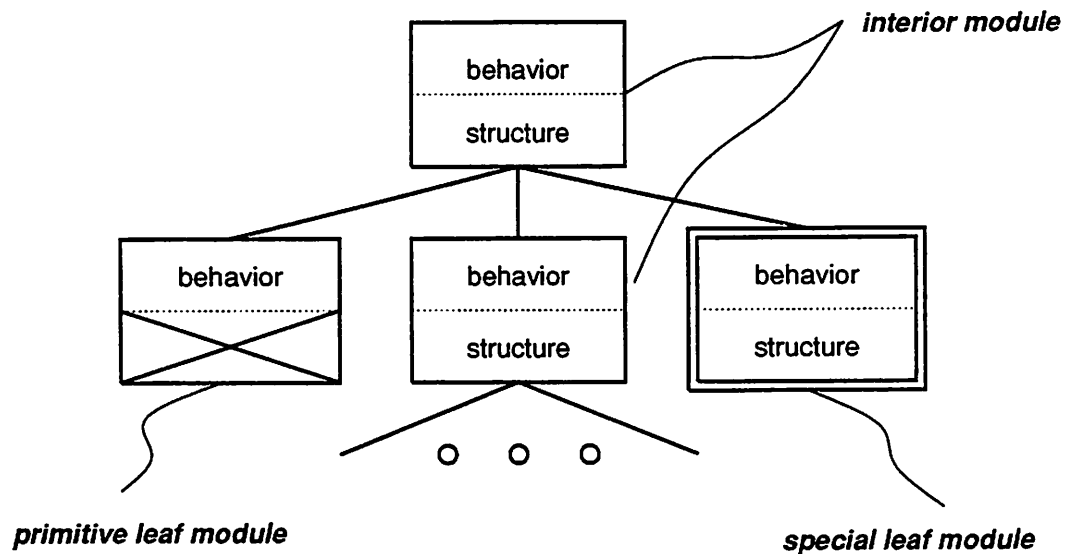 interior module
behavior
structure
behavior
behavior
structure
behavior
structure
primitive leaf module
special leaf module